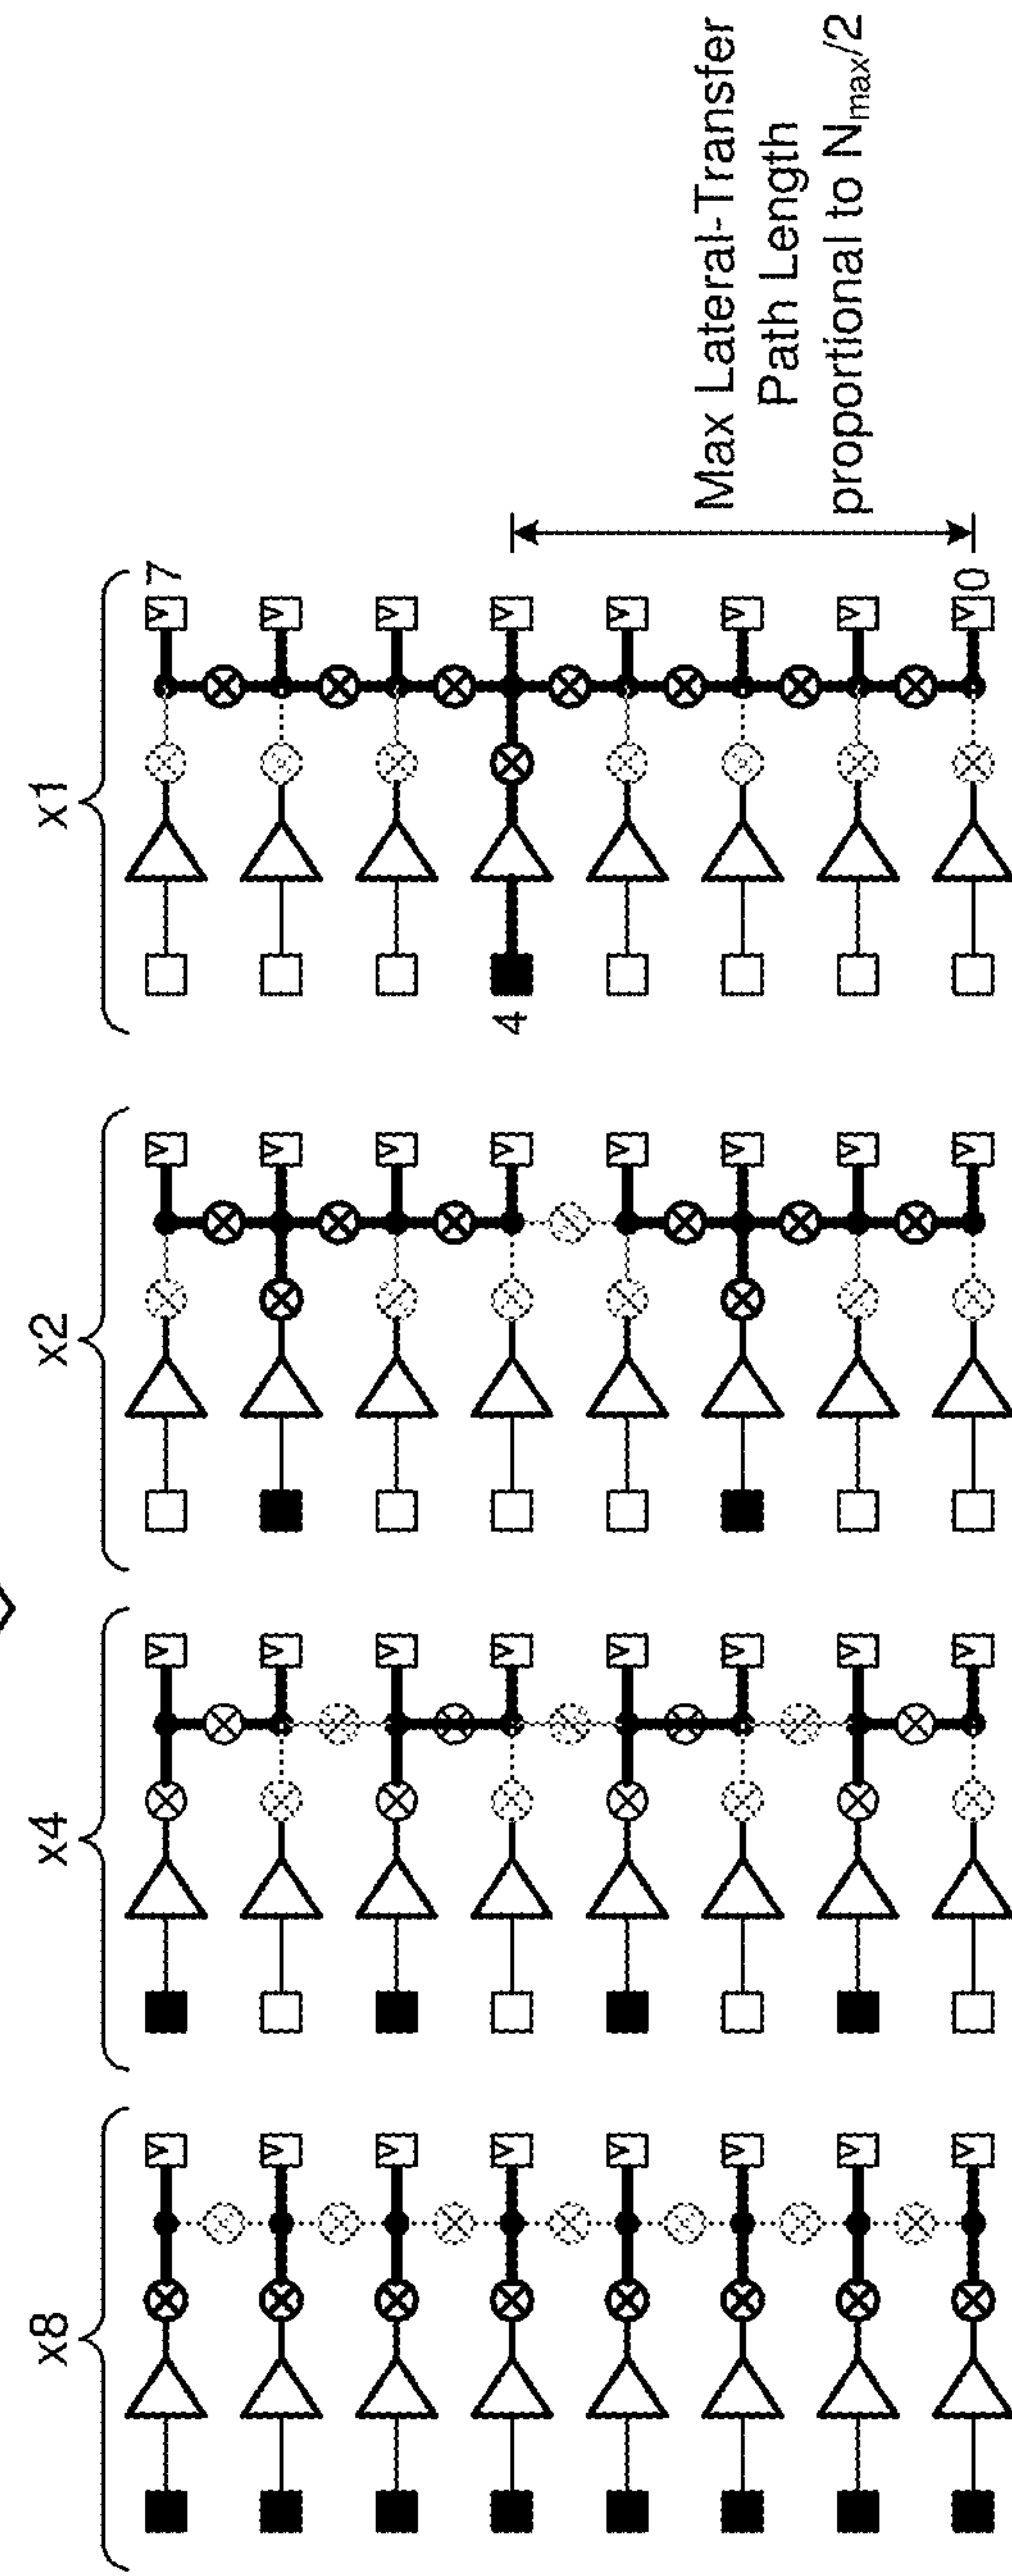 x8
x4
x2
x1
7
4
0
Max Lateral-Transfer
Path Length
proportional to Nmax/2